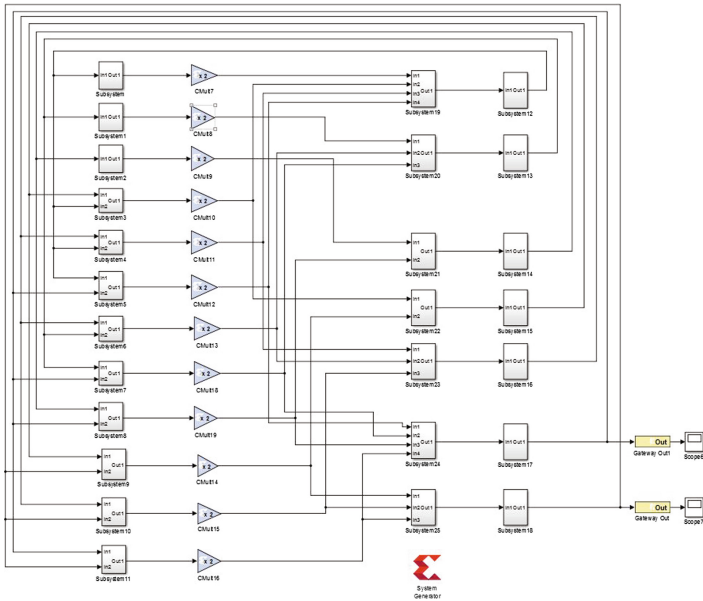 In1 Out1
Subsystem
x 2
CMult7
In1
In2
In3
In4
Out1
Subsystem19
In1 Out1
Subsystem12
In1 Out1
Subsystem1
x 2
CMult8
In1
In2
In3
Out1
Subsystem20
In1 Out1
Subsystem13
In1 Out1
Subsystem2
x 2
CMult9
In1
In2
Out1
Subsystem3
x 2
CMult10
In1
In2
Out1
Subsystem4
x 2
CMult11
In1
In2
Out1
Subsystem21
In1 Out1
Subsystem14
In1
In2
Out1
Subsystem5
x 2
CMult12
In1
In2
Out1
Subsystem22
In1 Out1
Subsystem15
In1
In2
Out1
Subsystem6
x 2
CMult13
In1
In2
In3
Out1
Subsystem23
In1 Out1
Subsystem16
In1
In2
Out1
Subsystem7
x 2
CMult18
In1
In2
Out1
Subsystem8
x 2
CMult19
In1
In2
In3
In4
Out1
Subsystem24
In1 Out1
Subsystem17
Out
Gateway Out1
Scope6
In1
In2
Out1
Subsystem9
x 2
CMult14
In1
In2
Out1
Subsystem10
x 2
CMult15
In1
In2
In3
Out1
Subsystem25
In1 Out1
Subsystem18
Out
Gateway Out
Scope7
In1
In2
Out1
Subsystem11
x 2
CMult16
System
Generator